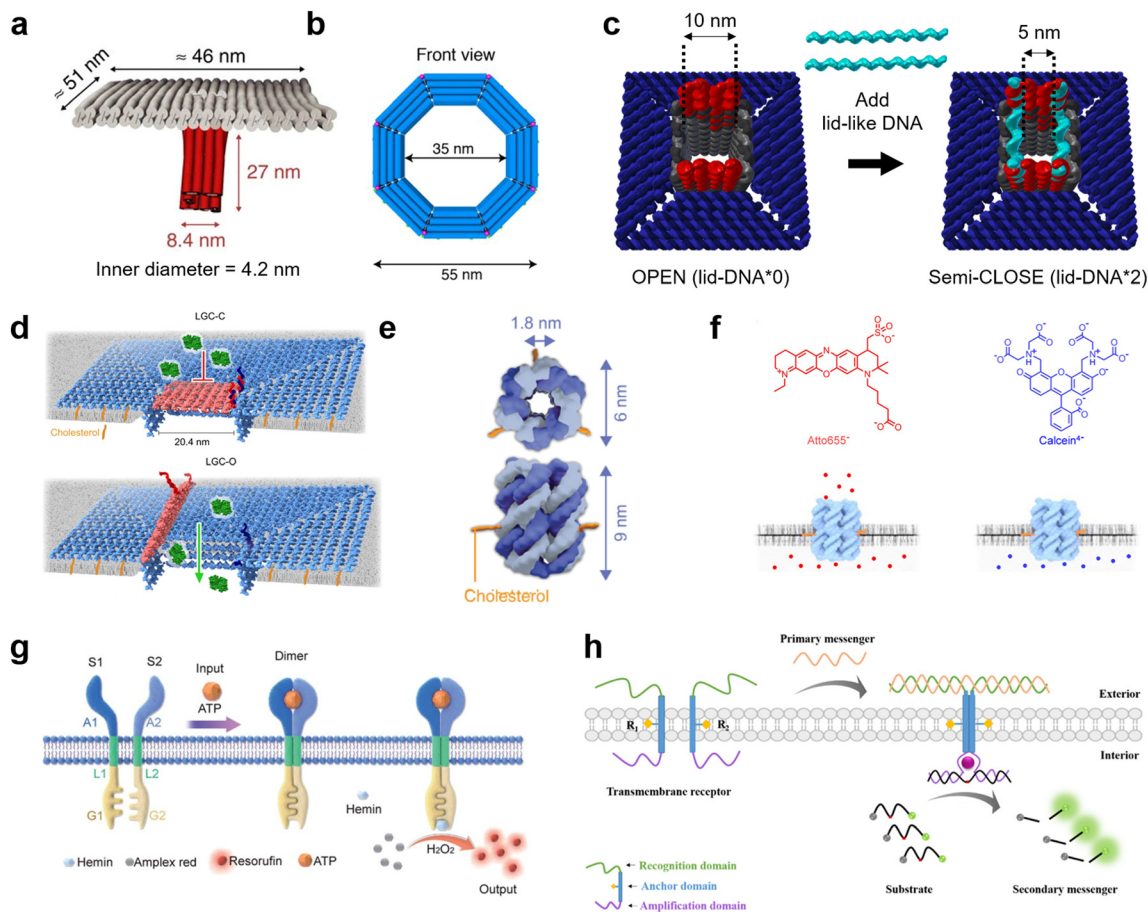 a
≈ 46 nm
≈ 51 nm
27 nm
8.4 nm
Inner diameter = 4.2 nm
b
Front view
35 nm
55 nm
c
10 nm
Add
lid-like DNA
5 nm
OPEN (lid-DNA*0)
Semi-CLOSE (lid-DNA*2)
d
LGC-C
Cholesterol
20.4 nm
LGC-O
e
1.8 nm
6 nm
9 nm
Cholesterol
f
Atto655⁻
Calcein⁴⁻
g
S1
S2
Input
ATP
Dimer
A1
A2
L1
L2
G1
G2
Hemin
H₂O₂
Output
Hemin
Amplex red
Resorufin
ATP
h
Primary messenger
Exterior
R₁
R₂
Interior
Transmembrane receptor
Recognition domain
Anchor domain
Amplification domain
Substrate
Secondary messenger